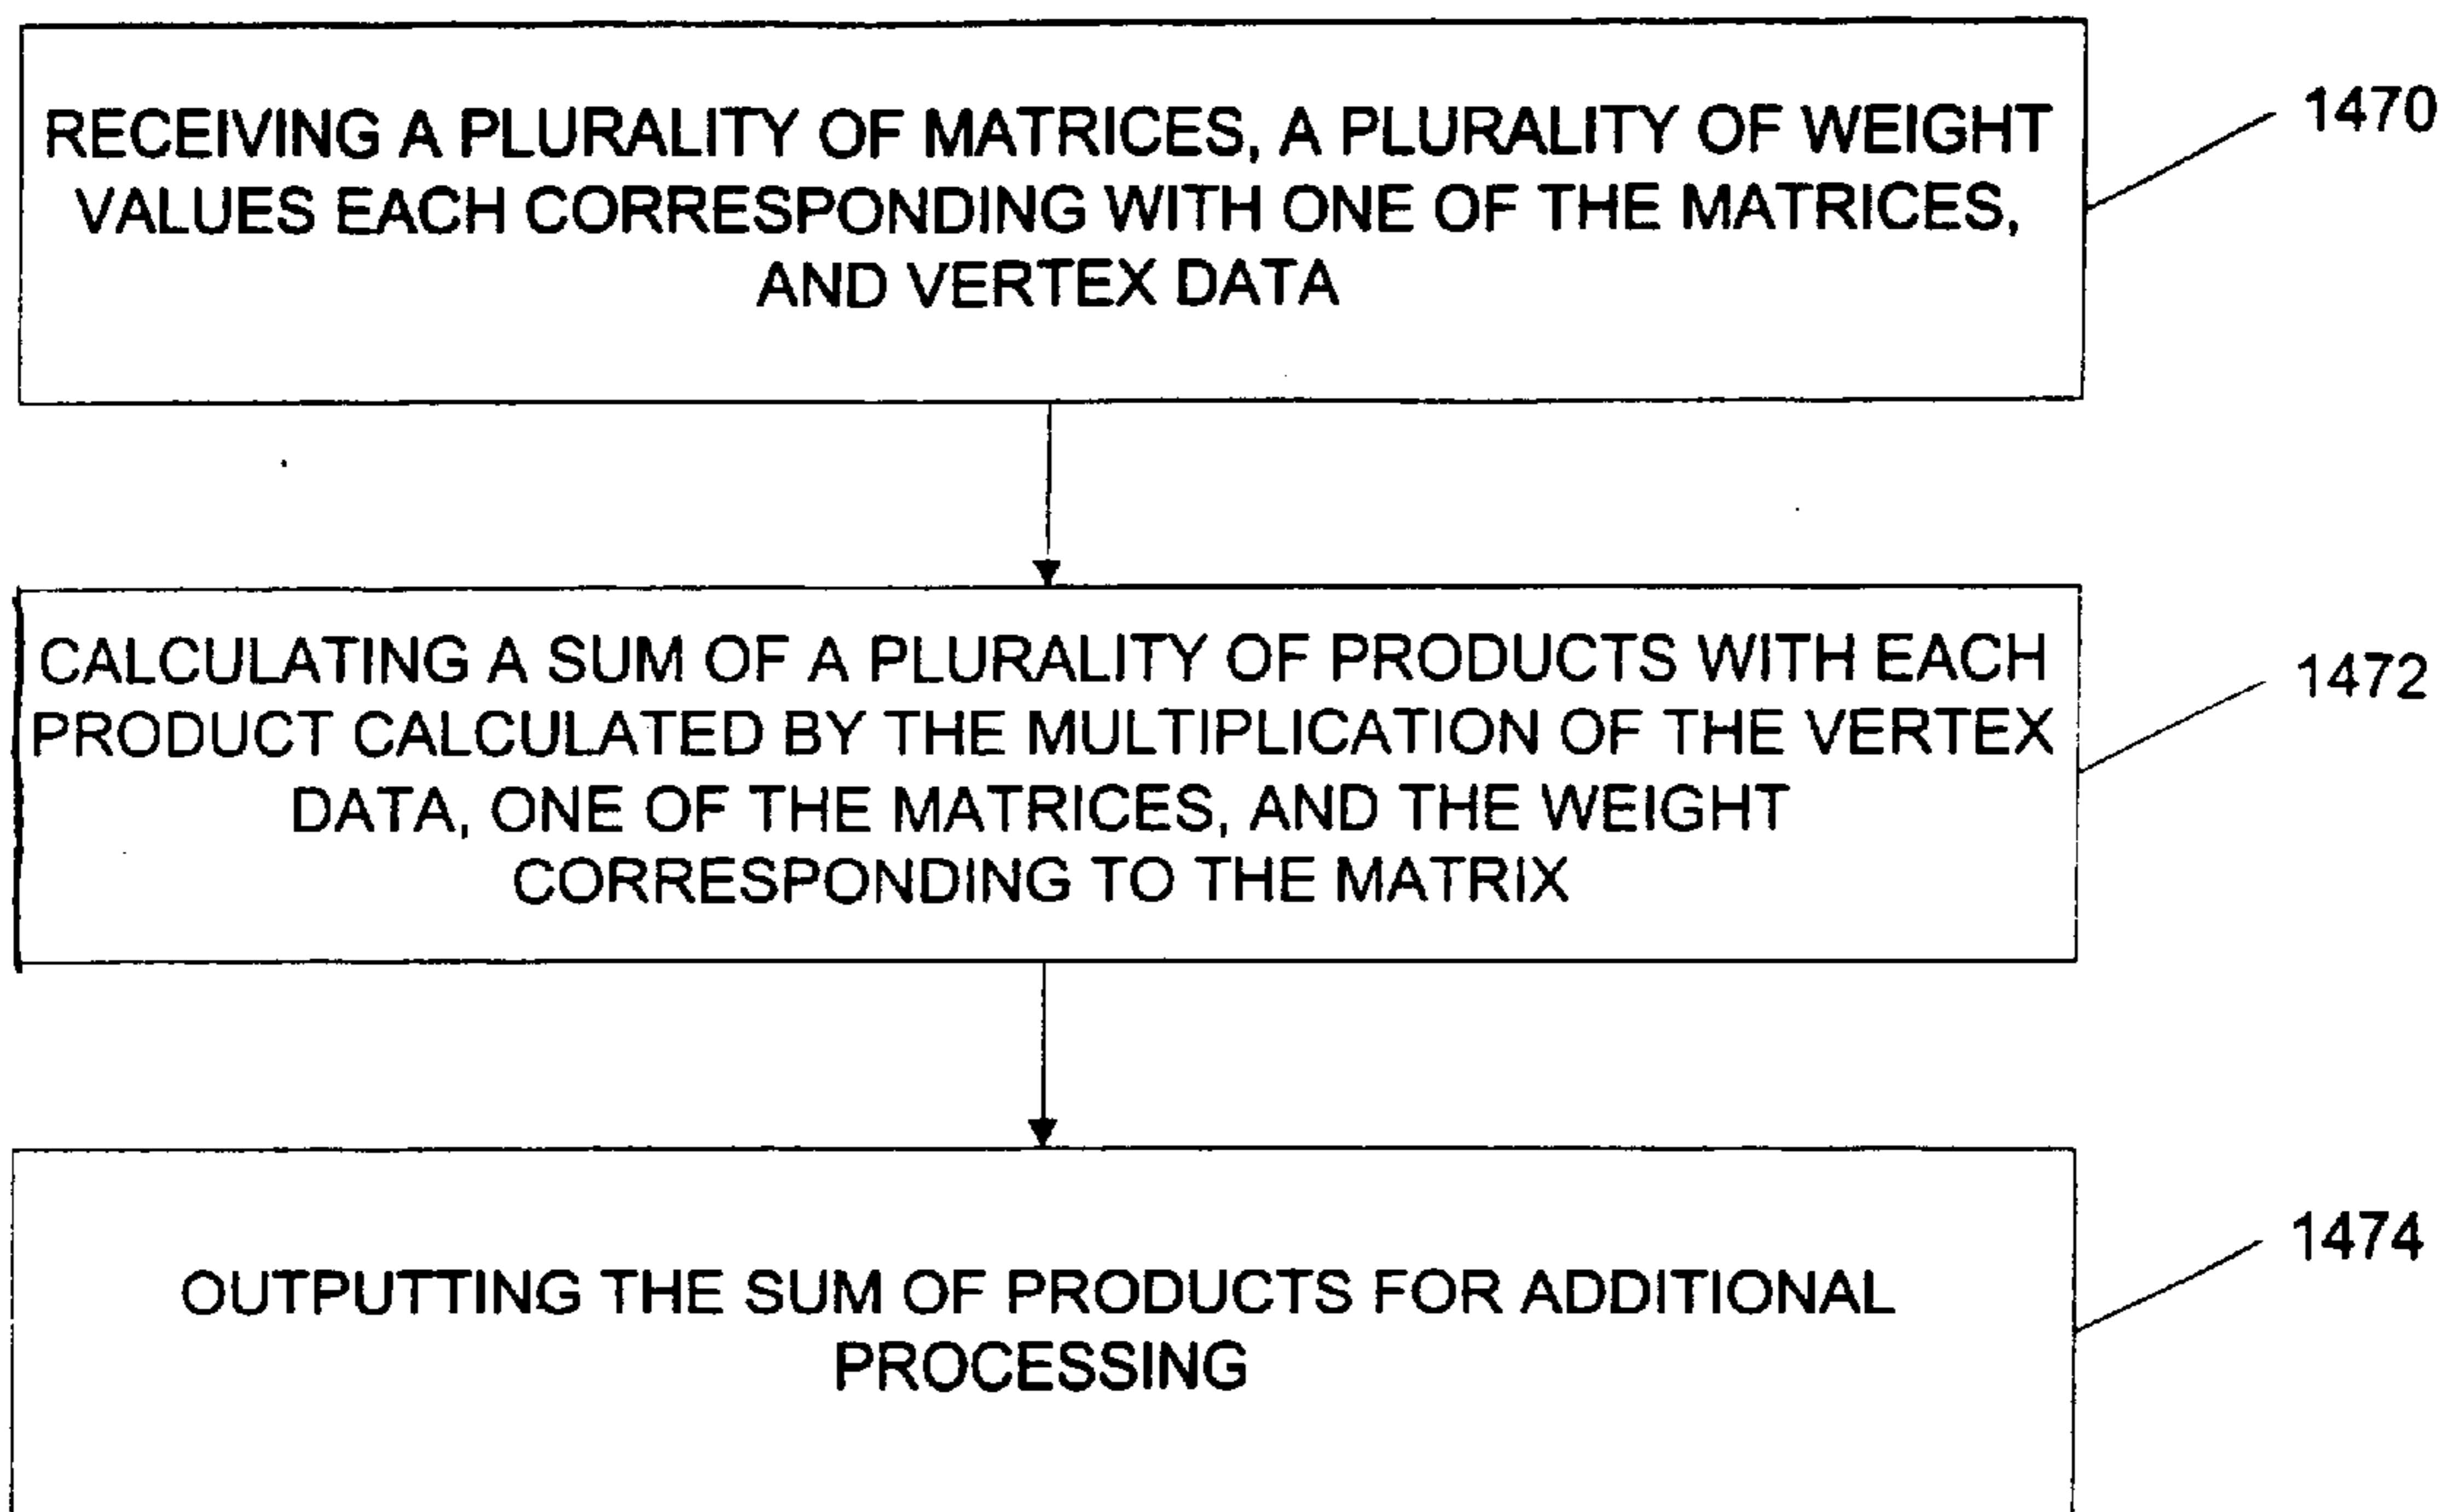 RECEIVING A PLURALITY OF MATRICES, A PLURALITY OF WEIGHT
VALUES EACH CORRESPONDING WITH ONE OF THE MATRICES,
AND VERTEX DATA
1470
CALCULATING A SUM OF A PLURALITY OF PRODUCTS WITH EACH
PRODUCT CALCULATED BY THE MULTIPLICATION OF THE VERTEX
DATA, ONE OF THE MATRICES, AND THE WEIGHT
CORRESPONDING TO THE MATRIX
1472
OUTPUTTING THE SUM OF PRODUCTS FOR ADDITIONAL
PROCESSING
1474